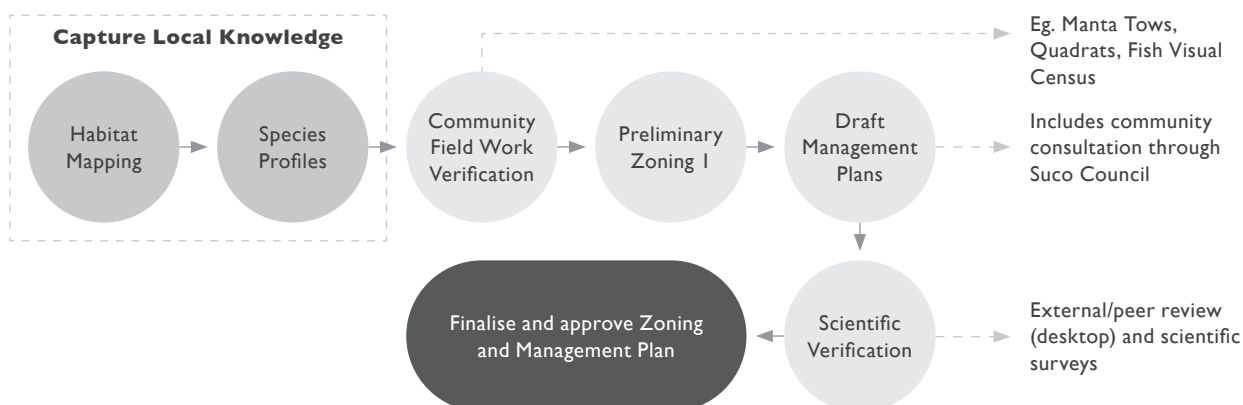 Capture Local Knowledge
Habitat
Mapping
Species
Profiles
Community
Field Work
Verification
Preliminary
Zoning 1
Draft
Management
Plans
Eg. Manta Tows,
Quadrats, Fish Visual
Census
Includes community
consultation through
Suco Council
Finalise and approve Zoning
and Management Plan
Scientific
Verification
External/peer review
(desktop) and scientific
surveys